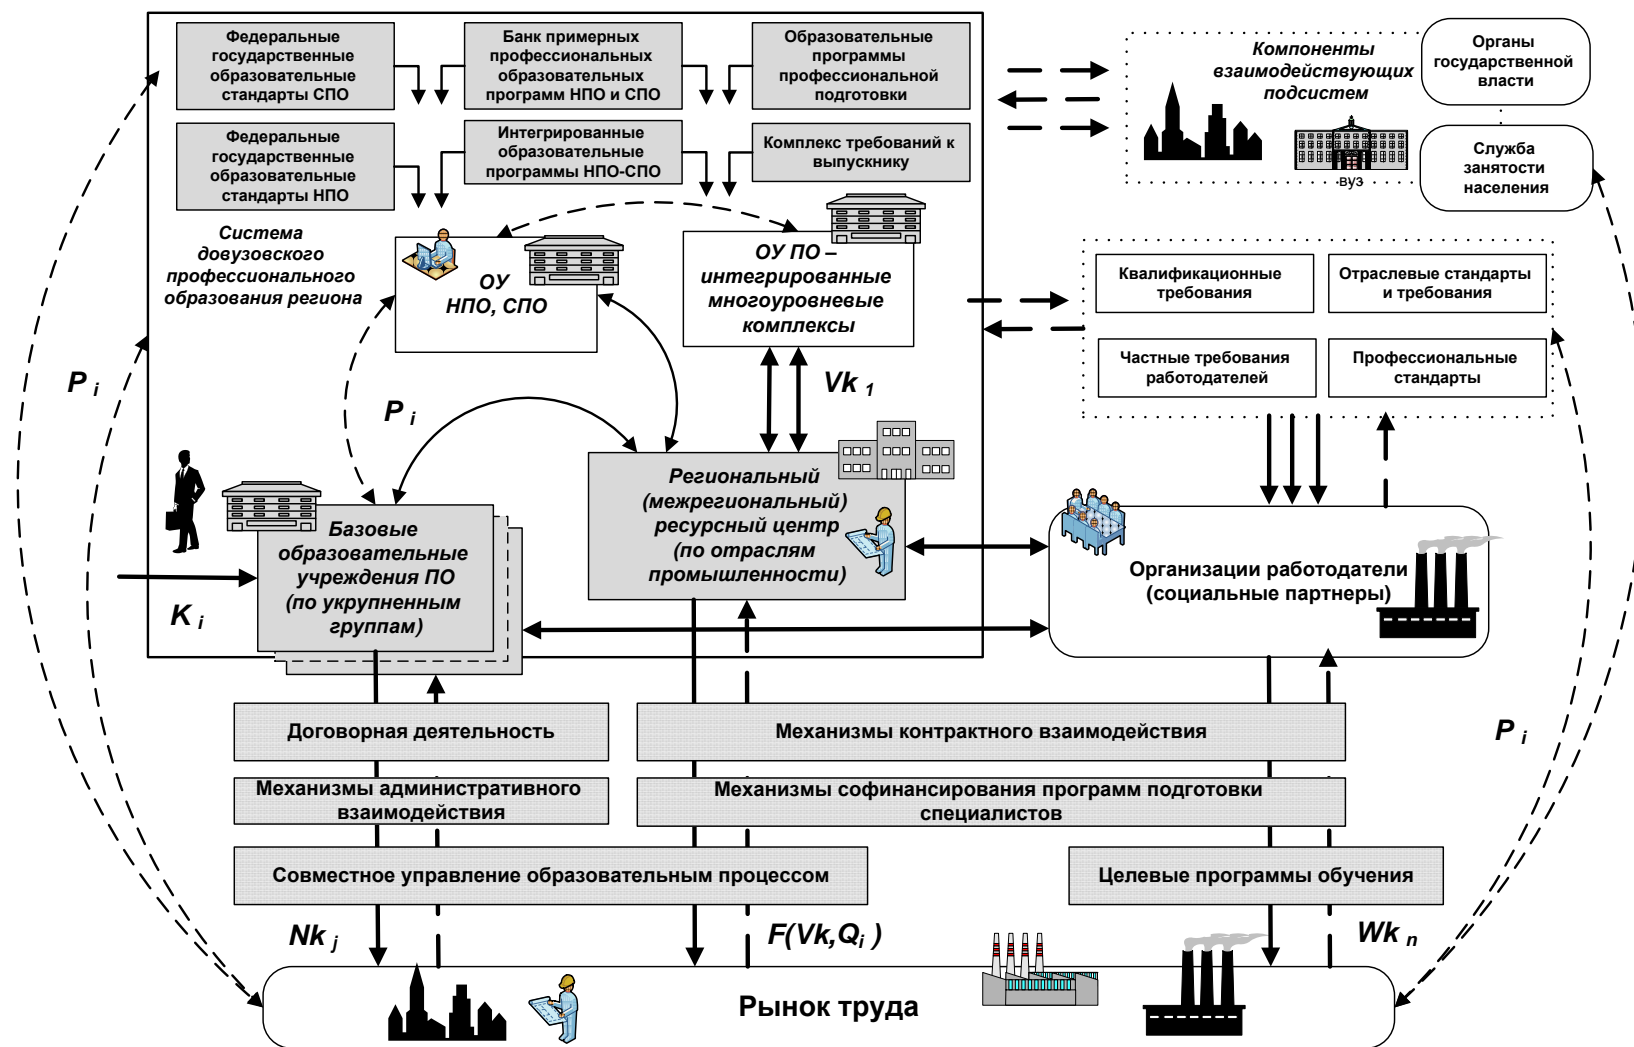 Федеральные
государственные
образовательные
стандарты СПО
Банк примерных
профессиональных
образовательных
программ НПО и СПО
Образовательные
программы
профессиональной
подготовки
Федеральные
государственные
образовательные
стандарты НПО
Интегрированные
образовательные
программы НПО-СПО
Комплекс требований к
выпускнику
Компоненты
взаимодействующих
подсистем
вуз
Органы
государственной
власти
Служба
занятости
населения
Система
довузовского
профессионального
образования региона
ОУ
НПО, СПО
ОУ ПО –
интегрированные
многоуровневые
комплексы
Квалификационные
требования
Отраслевые стандарты
и требования
Частные требования
работодателей
Профессиональные
стандарты
P i
P i
Vk 1
Региональный
(межрегиональный)
ресурсный центр
(по отраслям
промышленности)
Базовые
образовательные
учреждения ПО
(по укрупненным
группам)
K i
Организации работодатели
(социальные партнеры)
Договорная деятельность
Механизмы контрактного взаимодействия
P i
Механизмы административного
взаимодействия
Механизмы софинансирования программ подготовки
специалистов
Совместное управление образовательным процессом
Целевые программы обучения
Nk j
F(Vk,Qi )
Wk n
Рынок труда